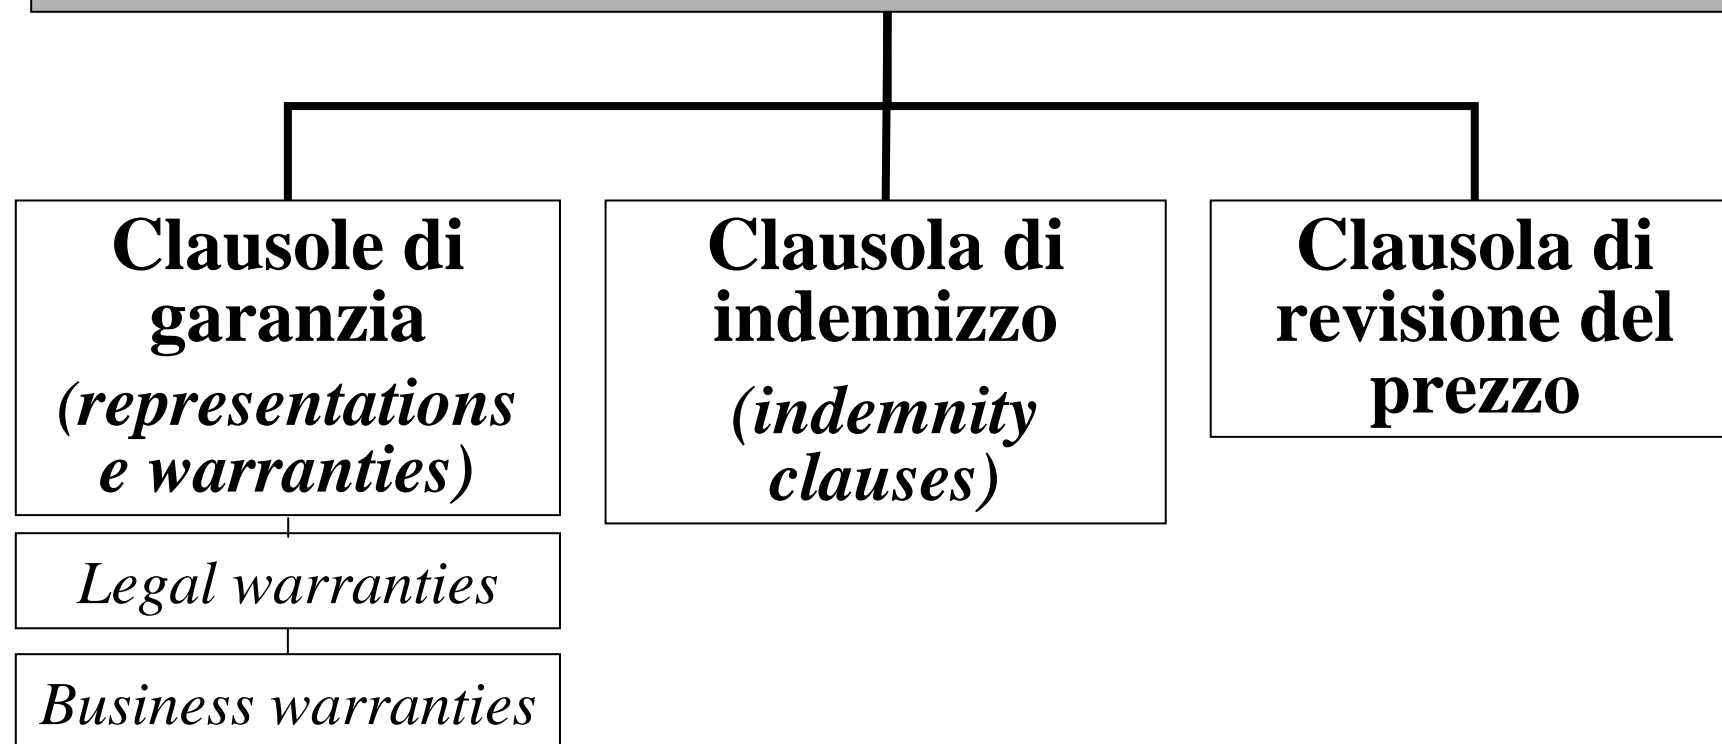 Clausole di
garanzia
(representations
e warranties)
Legal warranties
Business warranties
Clausola di
indennizzo
(indemnity
clauses)
Clausola di
revisione del
prezzo